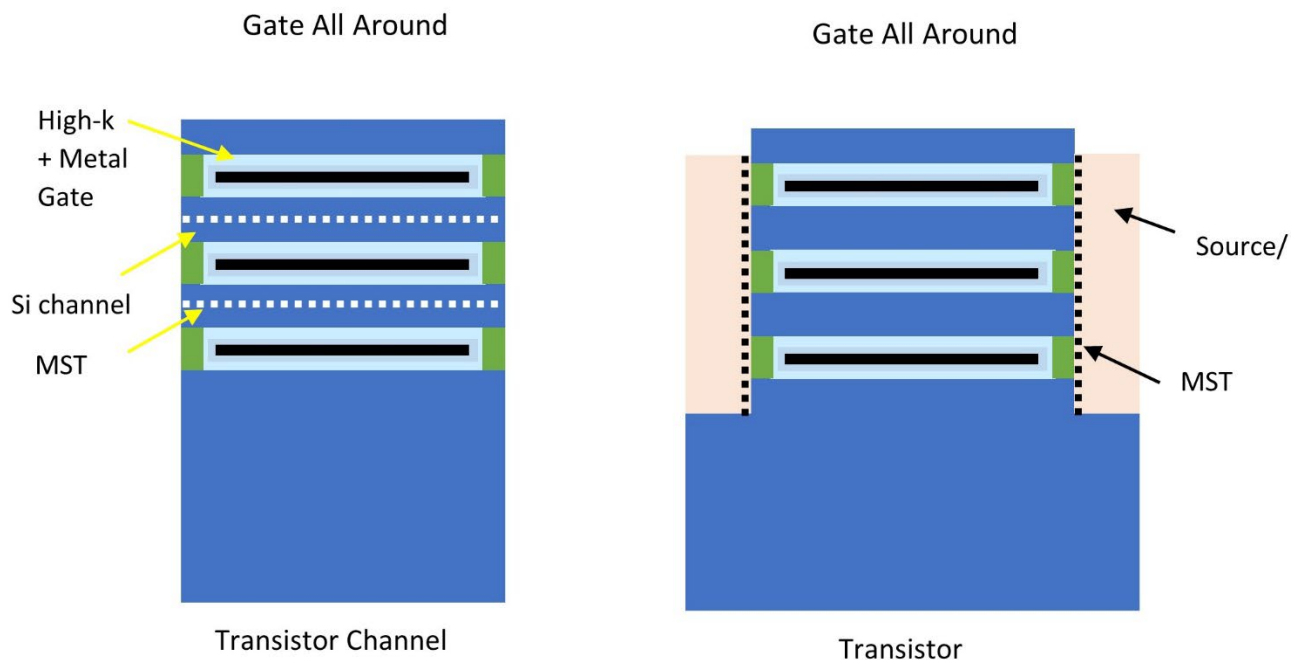 Gate All Around
High-k
+ Metal
Gate
Si channel
MST
Transistor Channel
Gate All Around
Source/
MST
Transistor